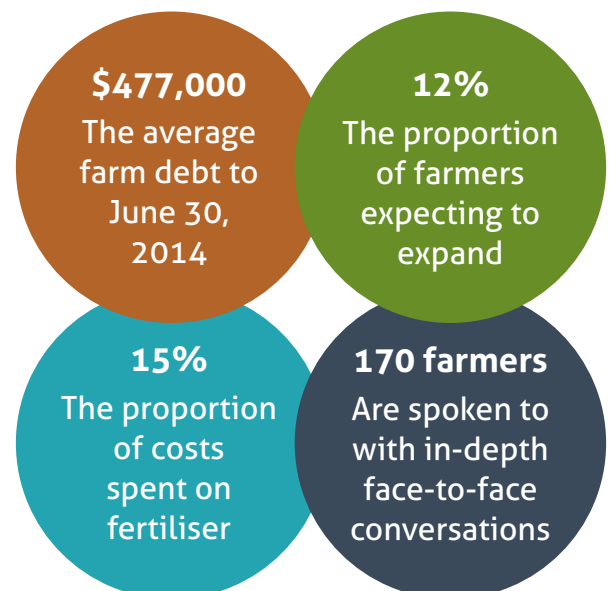 $477,000
The average
farm debt to
June 30,
2014
12%
The proportion
of farmers
expecting to
expand
15%
The proportion
of costs
spent on
fertiliser
170 farmers
Are spoken to
with in-depth
face-to-face
conversations